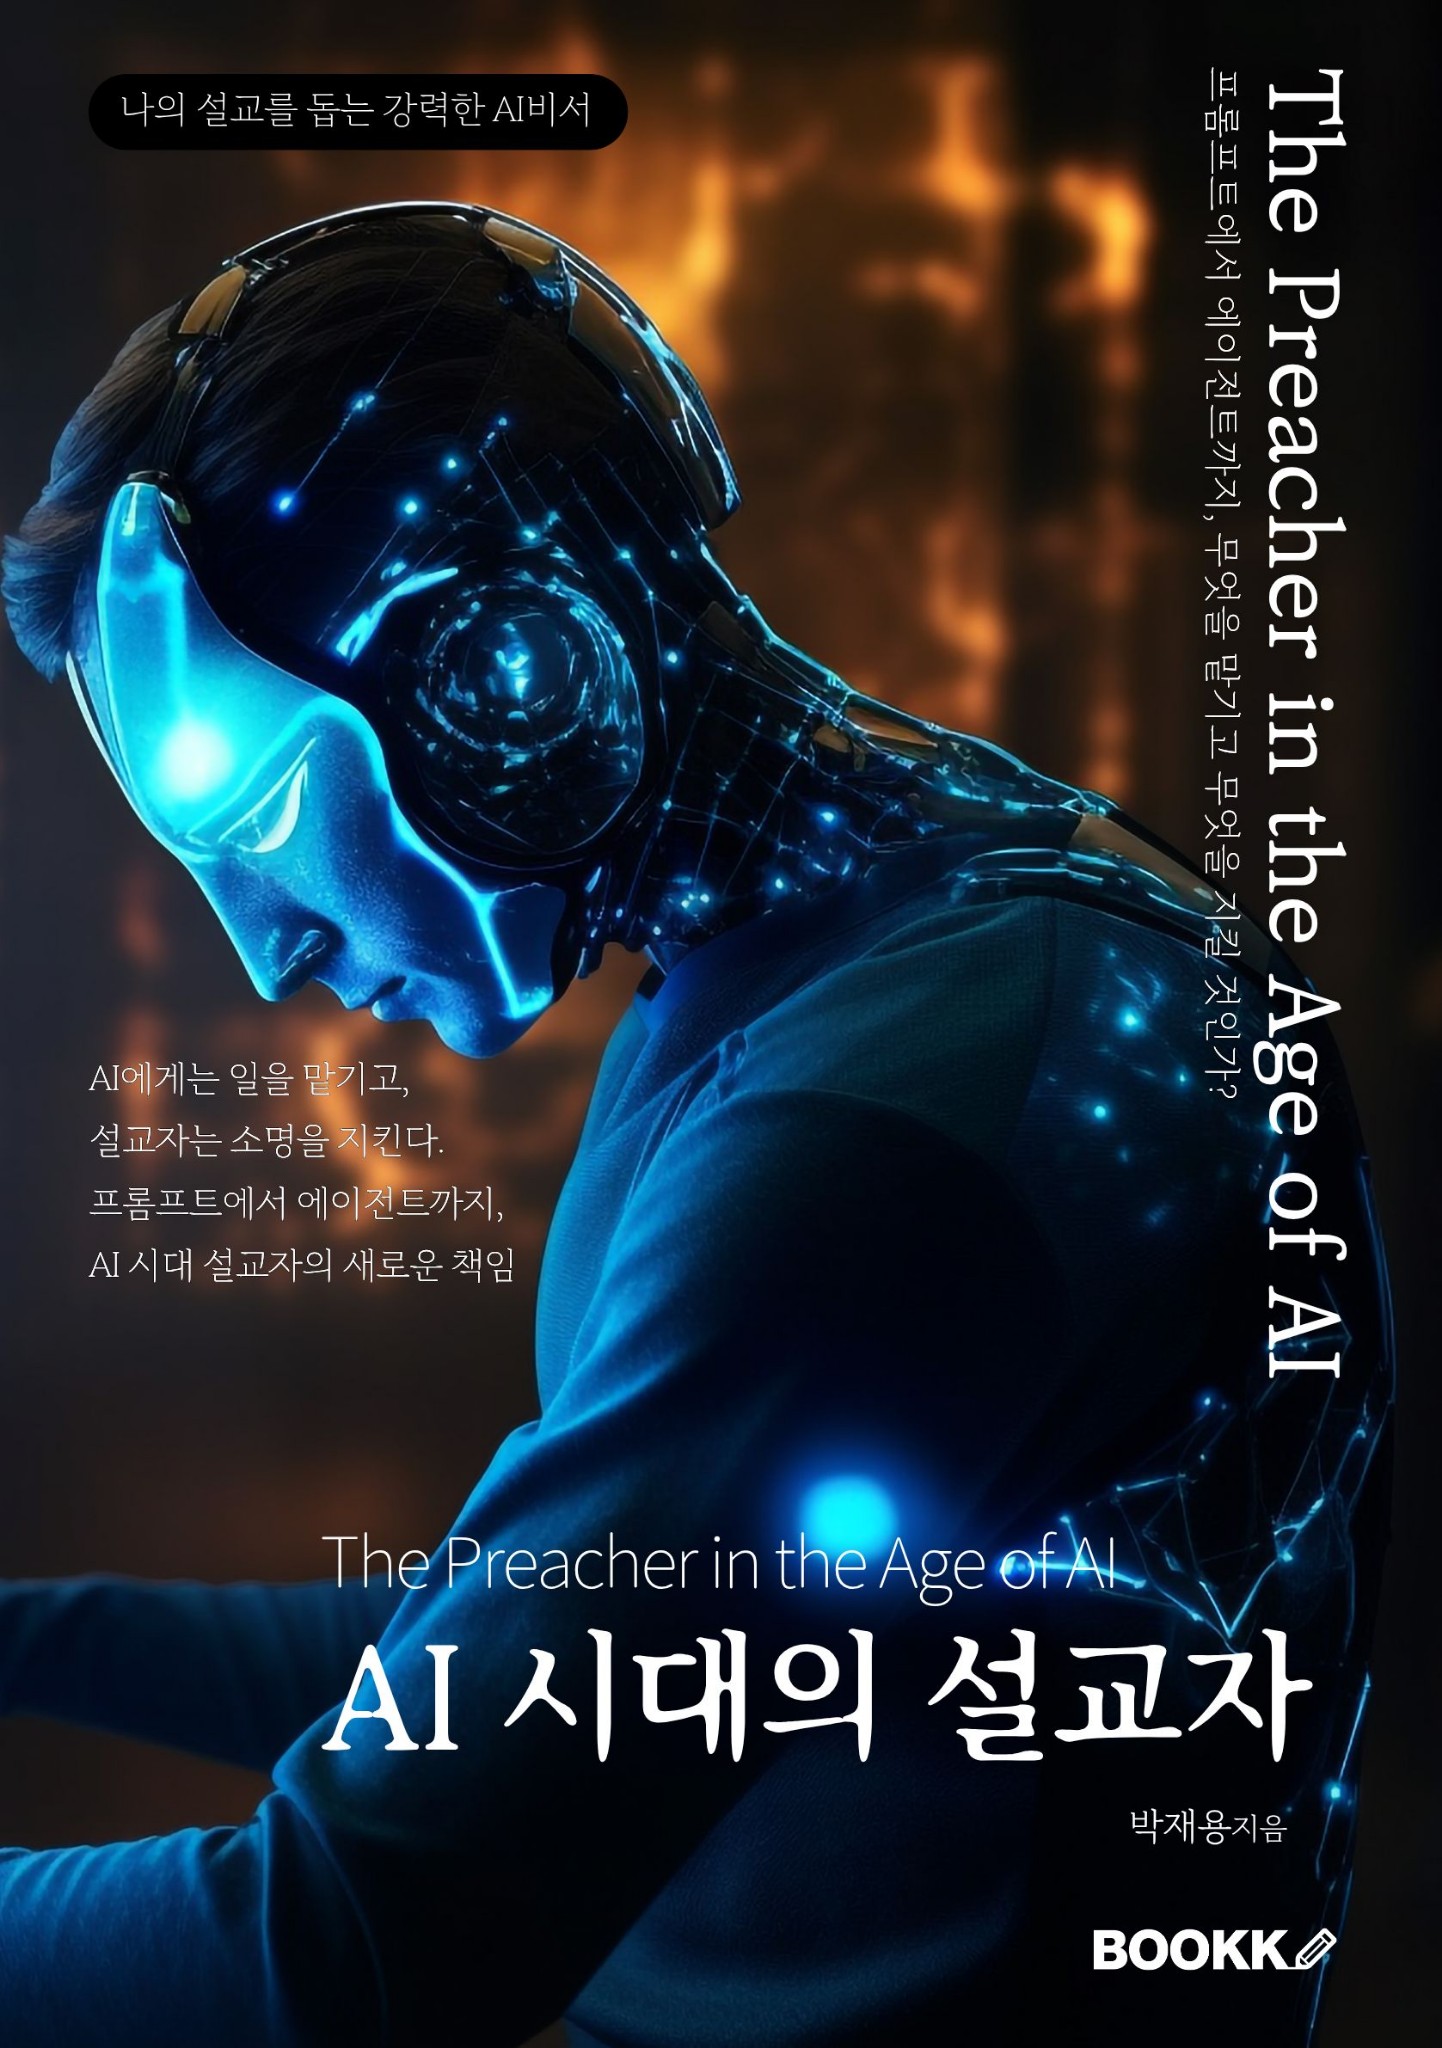 나의 설교를 돕는 강력한 AI비서
The Preacher in the Age of AI
프롬프트에서 에이전트까지, 무엇을 맡기고 무엇을 지킬 것인가?
AI에게는 일을 맡기고,
설교자는 소명을 지킨다.
프롬프트에서 에이전트까지,
AI 시대 설교자의 새로운 책임
The Preacher in the Age of AI
AI 시대의 설교자
박재용지음
BOOKK